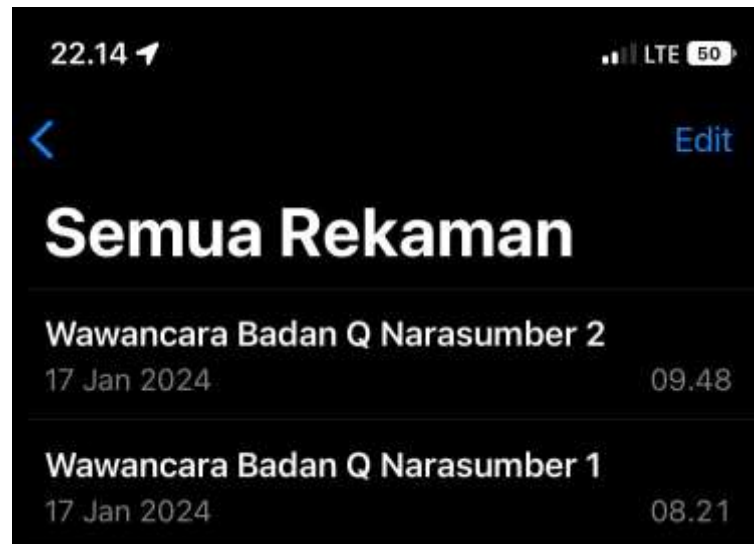 22.14
LTE 50
Edit
Semua Rekaman
Wawancara Badan Q Narasumber 2
17 Jan 2024 09.48
Wawancara Badan Q Narasumber 1
17 Jan 2024 08.21